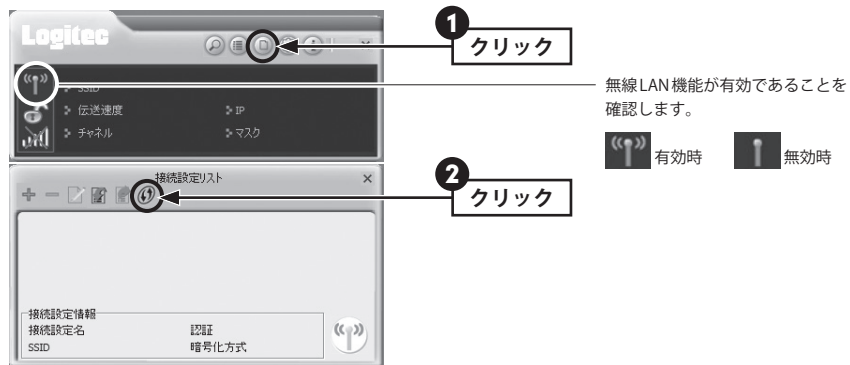 Logitec
1
クリック
SSID
伝送速度
IP
チャネル
マスク
無線LAN機能が有効であることを
確認します。
有効時
無効時
接続設定リスト
2
クリック
接続設定情報
接続設定名
認証
SSID
暗号化方式